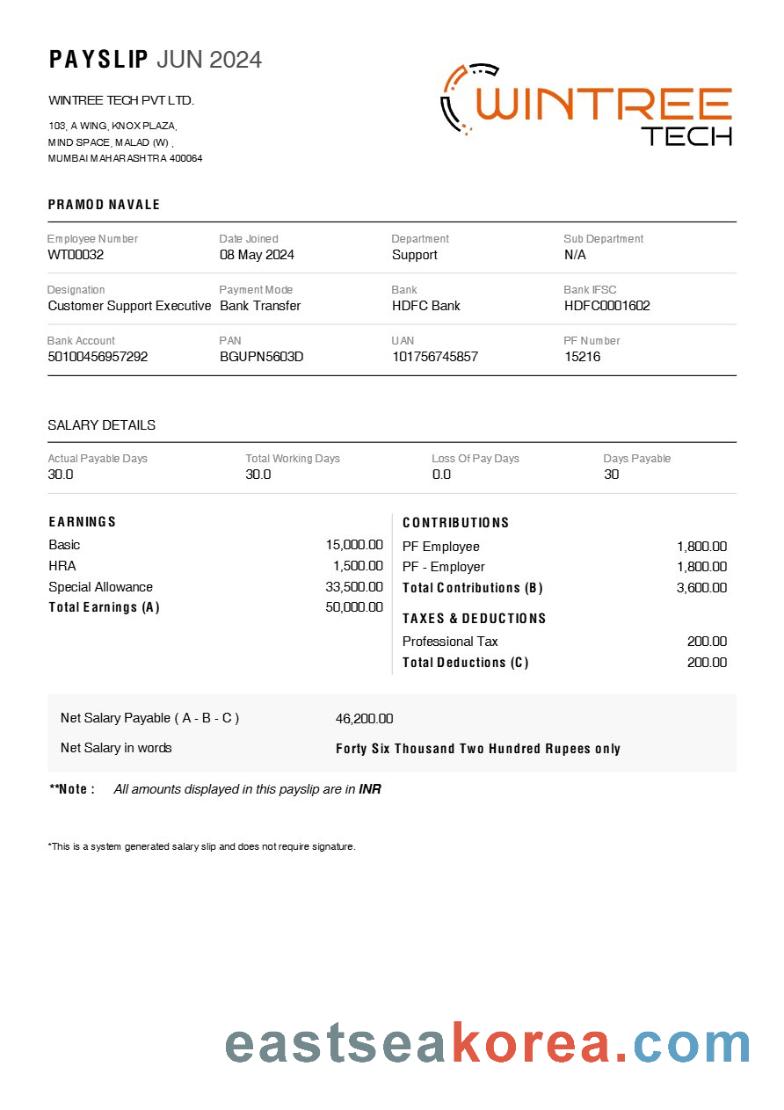 PAYSLIP JUN 2024
WINTREE TECH PVT LTD.
103, A WING, KNOX PLAZA,
MIND SPACE, MALAD (W) ,
MUMBAI MAHARASHTRA 400064
WINTREE
TECH
PRAMOD NAVALE
Employee Number Date Joined Department Sub Department
WT00032 08 May 2024 Support N/A
Designation Payment Mode Bank Bank IFSC
Customer Support Executive Bank Transfer HDFC Bank HDFC0001602
Bank Account PAN UAN PF Number
50100456957292 BGUPN5603D 101756745857 15216
SALARY DETAILS
Actual Payable Days Total Working Days Loss Of Pay Days Days Payable
30.0 30.0 0.0 30
EARNINGS
Basic 15,000.00
HRA 1,500.00
Special Allowance 33,500.00
Total Earnings (A) 50,000.00
CONTRIBUTIONS
PF Employee 1,800.00
PF - Employer 1,800.00
Total Contributions (B) 3,600.00
TAXES & DEDUCTIONS
Professional Tax 200.00
Total Deductions (C) 200.00
Net Salary Payable ( A - B - C ) 46,200.00
Net Salary in words Forty Six Thousand Two Hundred Rupees only
**Note : All amounts displayed in this payslip are in INR
*This is a system generated salary slip and does not require signature.
eastseakorea.com